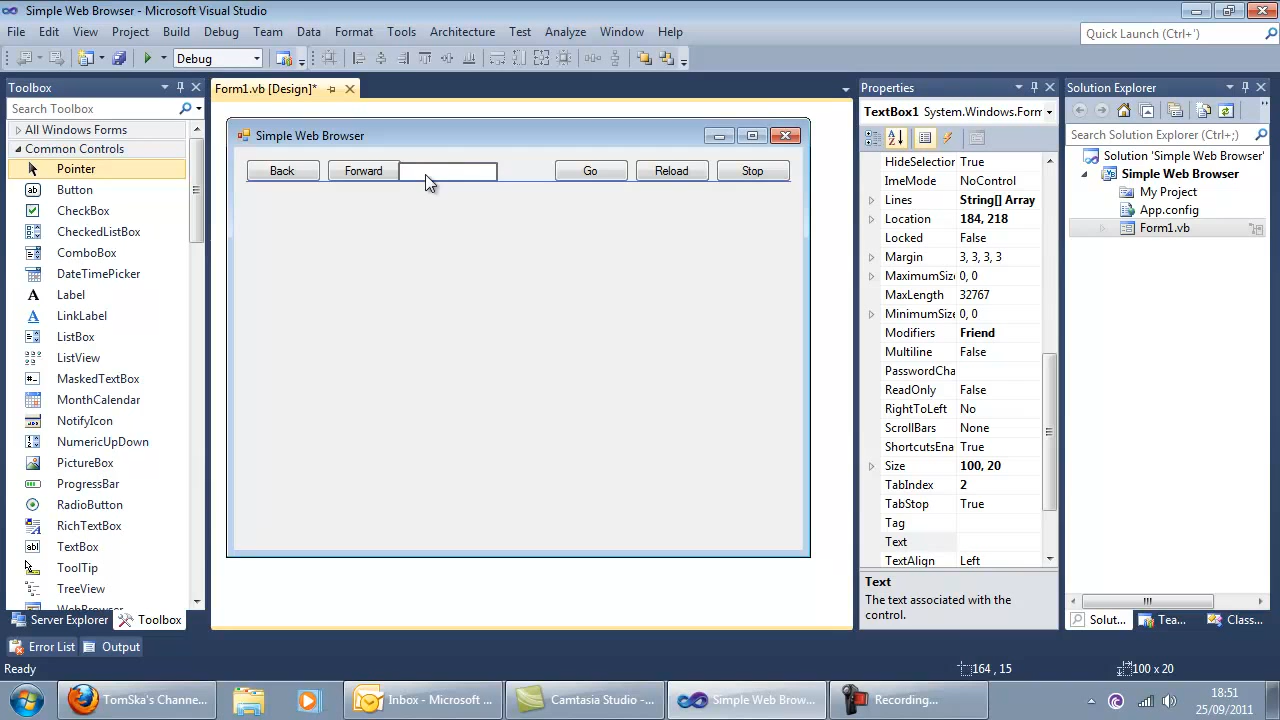 Simple Web Browser - Microsoft Visual Studio
File Edit View Project Build Debug Team Data Format Tools Architecture Test Analyze Window Help
Quick Launch (Ctrl+')
Debug
Toolbox
Search Toolbox
All Windows Forms
Common Controls
Pointer
Button
CheckBox
CheckedListBox
ComboBox
DateTimePicker
Label
LinkLabel
ListBox
ListView
MaskedTextBox
MonthCalendar
NotifyIcon
NumericUpDown
PictureBox
ProgressBar
RadioButton
RichTextBox
TextBox
ToolTip
TreeView
WebBrowser
Server Explorer
Toolbox
Form1.vb [Design]*
Simple Web Browser
Back Forward Go Reload Stop
Properties
TextBox1 System.Windows.Form
HideSelection True
ImeMode NoControl
Lines String[] Array
Location 184, 218
Locked False
Margin 3, 3, 3, 3
MaximumSize 0, 0
MaxLength 32767
MinimumSize 0, 0
Modifiers Friend
Multiline False
PasswordCha
ReadOnly False
RightToLeft No
ScrollBars None
ShortcutsEna True
Size 100, 20
TabIndex 2
TabStop True
Tag
Text
TextAlign Left
Text
The text associated with the
control.
Solution Explorer
Search Solution Explorer (Ctrl+;)
Solution 'Simple Web Browser'
Simple Web Browser
My Project
App.config
Form1.vb
Solut... Tea... Class...
Error List Output
Ready
164 , 15
100 x 20
TomSka's Channe...
Inbox - Microsoft ...
Camtasia Studio -...
Simple Web Brow...
Recording...
18:51
25/09/2011